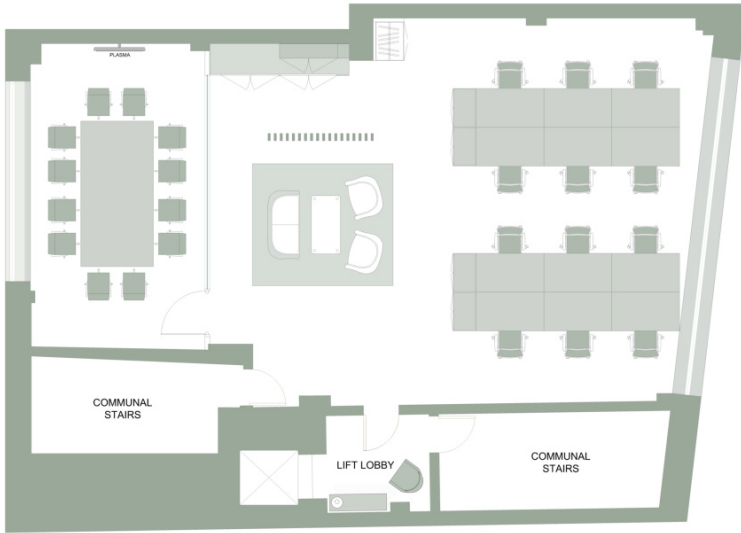 PLASMA
COMMUNAL
STAIRS
LIFT LOBBY
COMMUNAL
STAIRS